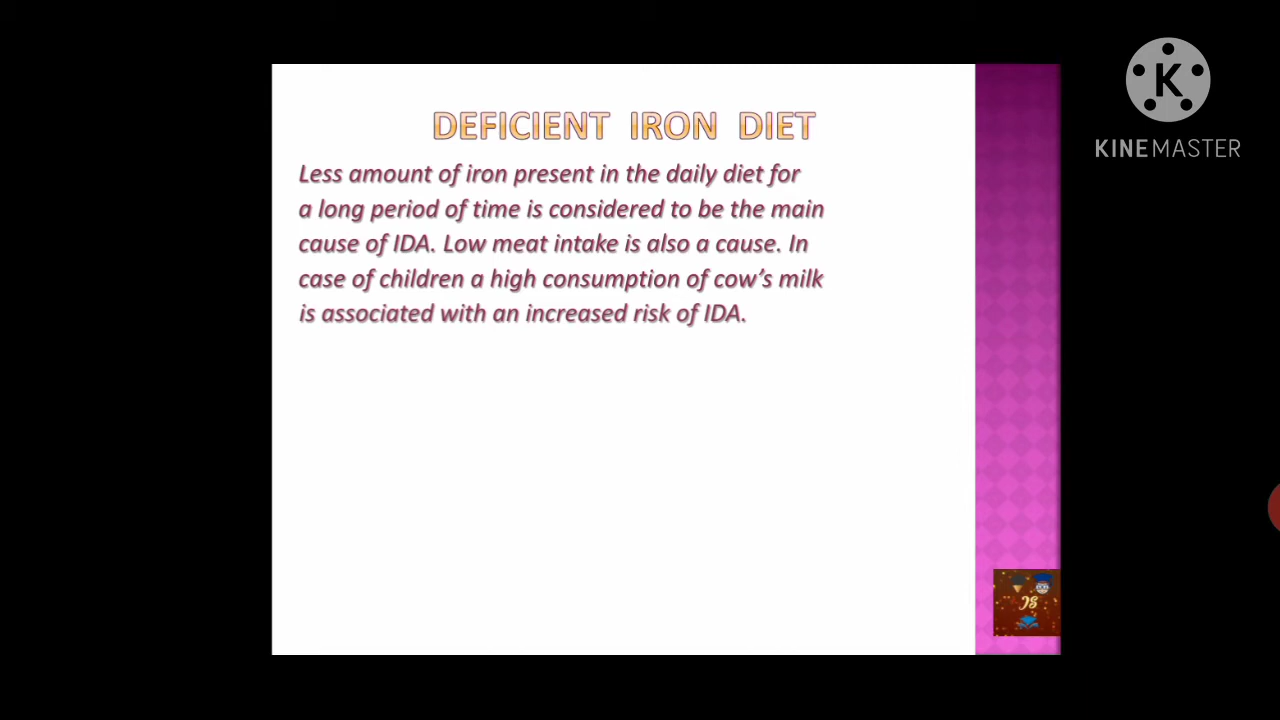 DEFICIENT IRON DIET
Less amount of iron present in the daily diet for
a long period of time is considered to be the main
cause of IDA. Low meat intake is also a cause. In
case of children a high consumption of cow’s milk
is associated with an increased risk of IDA.
K
KINEMASTER
JS